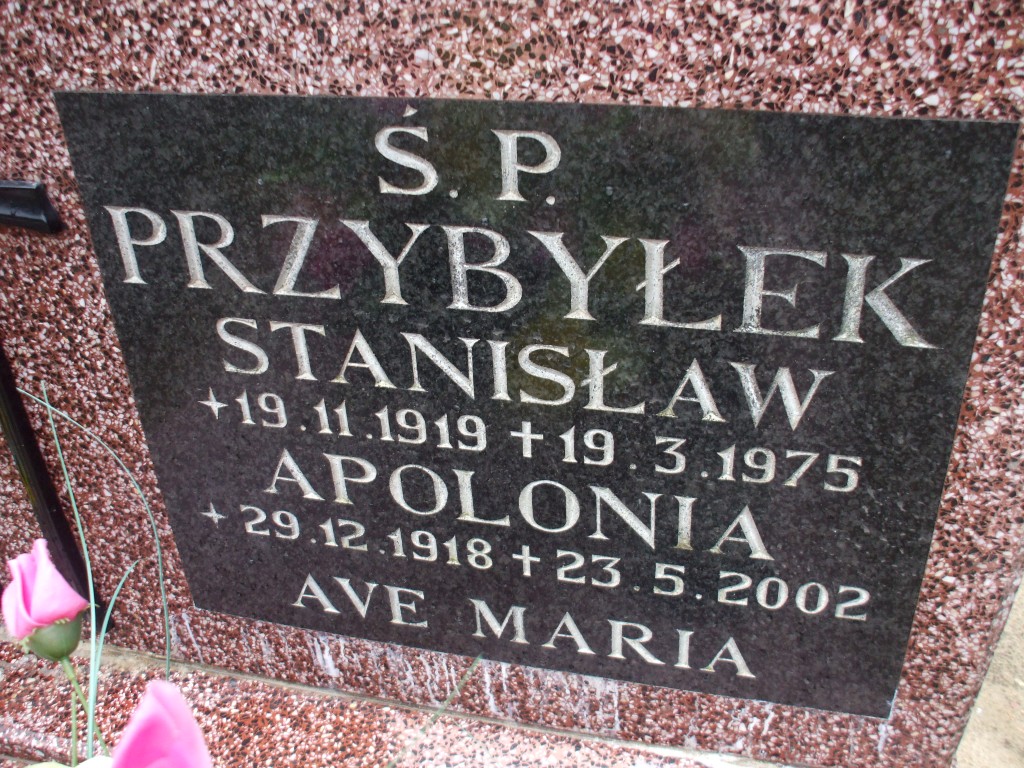 Ś. P.
PRZYBYŁEK
STANISŁAW
✦ 19.11.1919 ✝ 19.3.1975
APOLONIA
✦ 29.12.1918 ✝ 23.5.2002
AVE MARIA